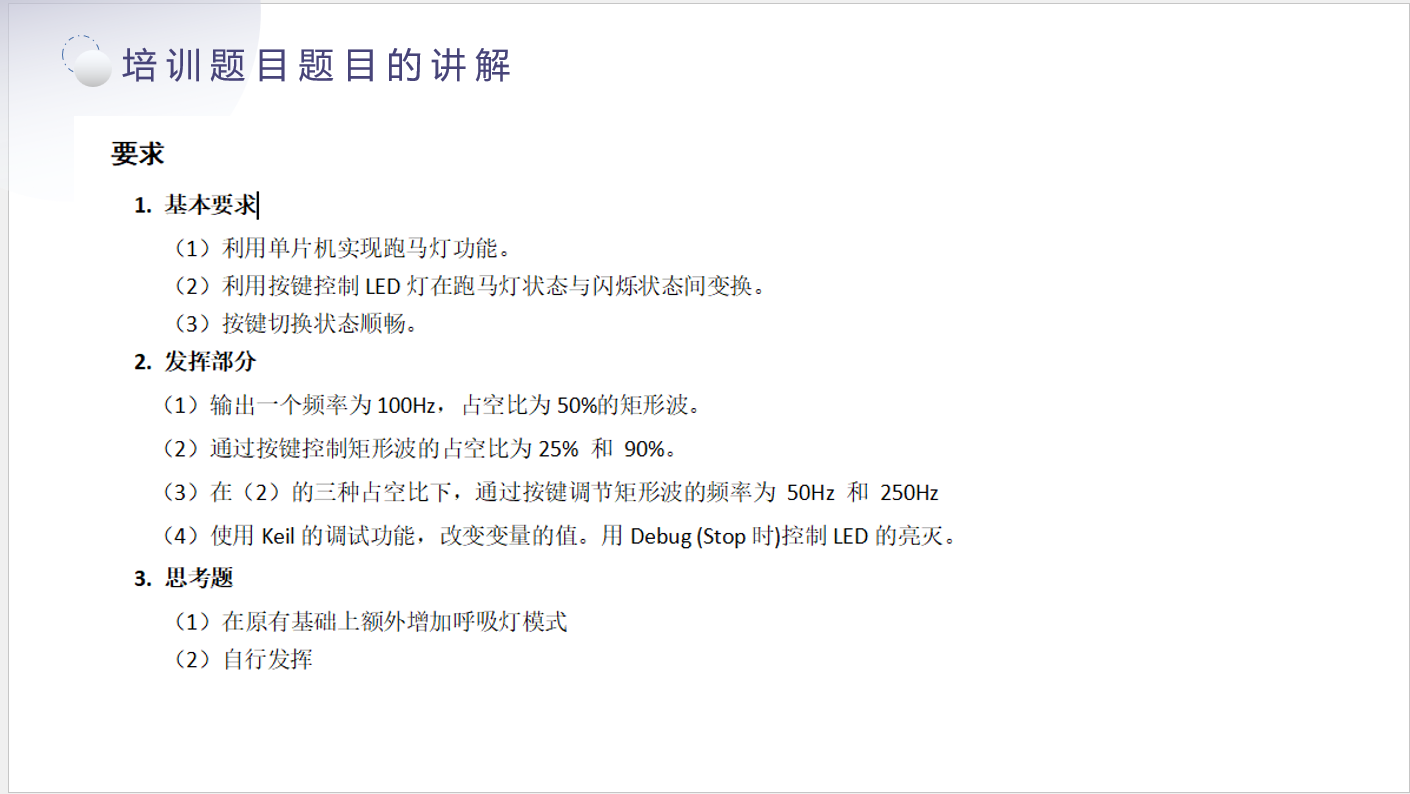 培训题目题目的讲解
要求
1. 基本要求
（1）利用单片机实现跑马灯功能。
（2）利用按键控制 LED 灯在跑马灯状态与闪烁状态间变换。
（3）按键切换状态顺畅。
2. 发挥部分
（1）输出一个频率为 100Hz，占空比为 50%的矩形波。
（2）通过按键控制矩形波的占空比为 25% 和 90%。
（3）在（2）的三种占空比下，通过按键调节矩形波的频率为 50Hz 和 250Hz
（4）使用 Keil 的调试功能，改变变量的值。用 Debug (Stop 时)控制 LED 的亮灭。
3. 思考题
（1）在原有基础上额外增加呼吸灯模式
（2）自行发挥